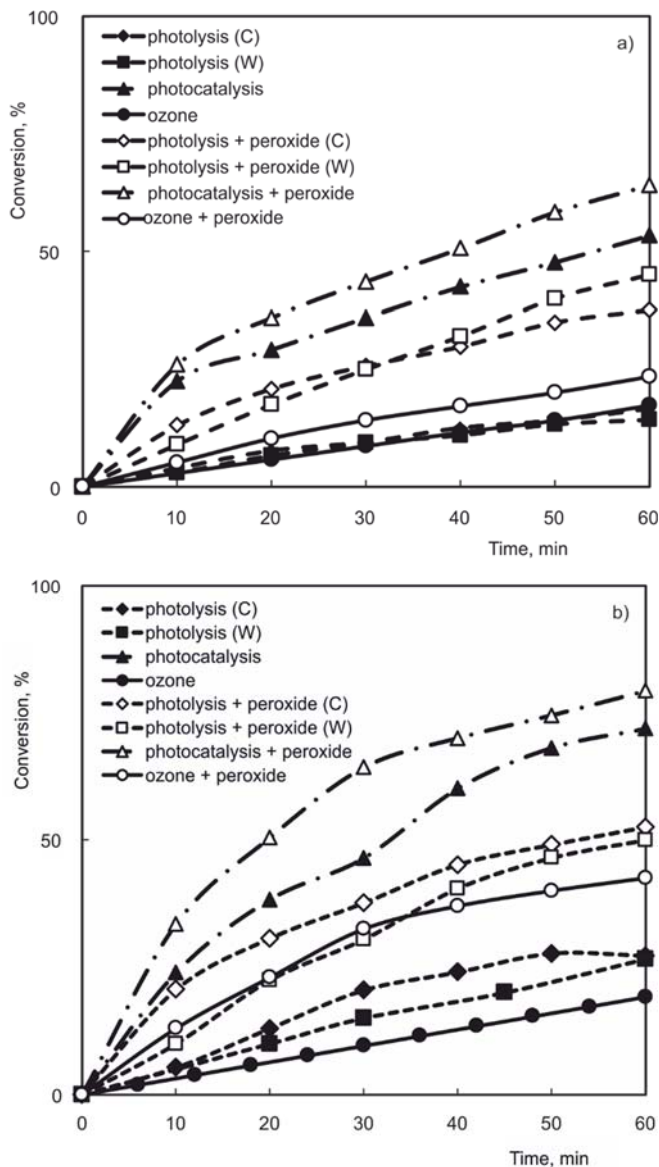 100
a)
photolysis (C)
photolysis (W)
photocatalysis
ozone
photolysis + peroxide (C)
photolysis + peroxide (W)
photocatalysis + peroxide
ozone + peroxide
Conversion, %
50
0
0 10 20 30 40 50 60
Time, min
100
b)
photolysis (C)
photolysis (W)
photocatalysis
ozone
photolysis + peroxide (C)
photolysis + peroxide (W)
photocatalysis + peroxide
ozone + peroxide
Conversion, %
50
0
0 10 20 30 40 50 60
Time, min